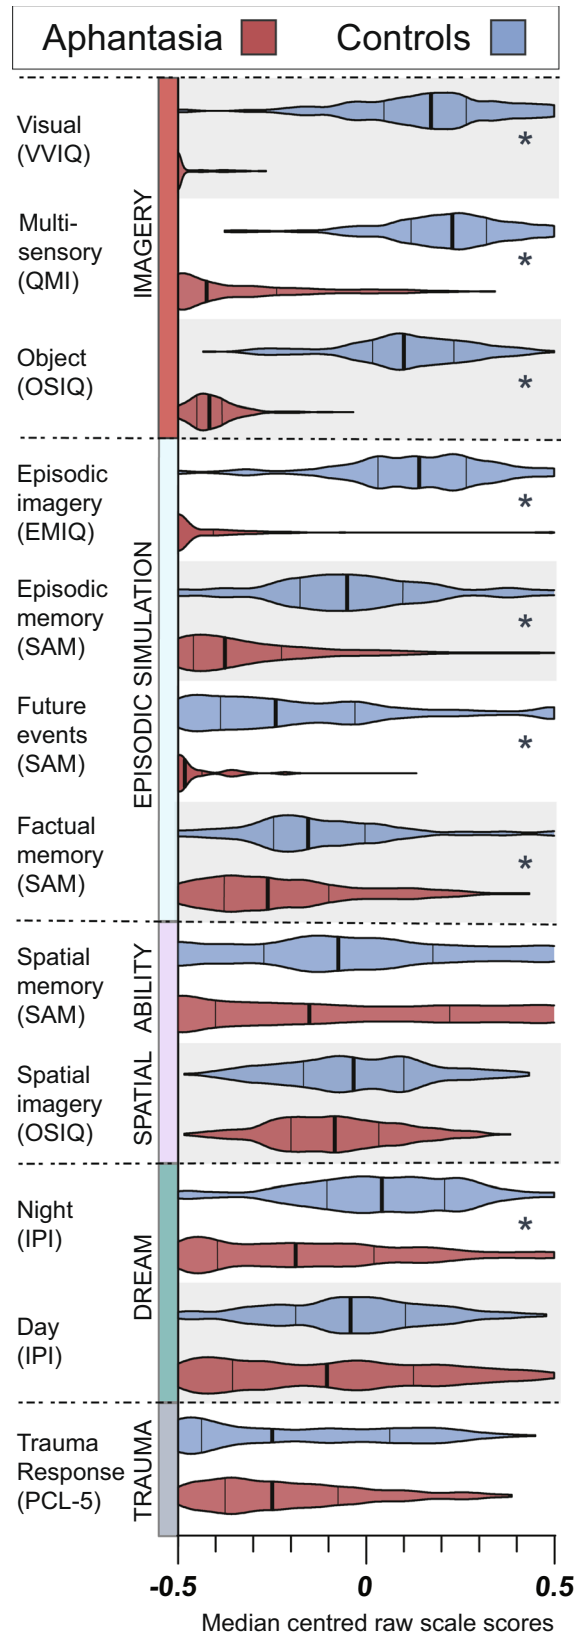 Aphantasia Controls
Visual
(VVIQ)
*
Multi-
sensory
(QMI)
*
Object
(OSIQ)
*
IMAGERY
Episodic
imagery
(EMIQ)
*
Episodic
memory
(SAM)
*
Future
events
(SAM)
*
Factual
memory
(SAM)
*
EPISODIC SIMULATION
Spatial
memory
(SAM)
Spatial
imagery
(OSIQ)
SPATIAL ABILITY
Night
(IPI)
*
Day
(IPI)
DREAM
Trauma
Response
(PCL-5)
TRAUMA
-0.5 0 0.5
Median centred raw scale scores